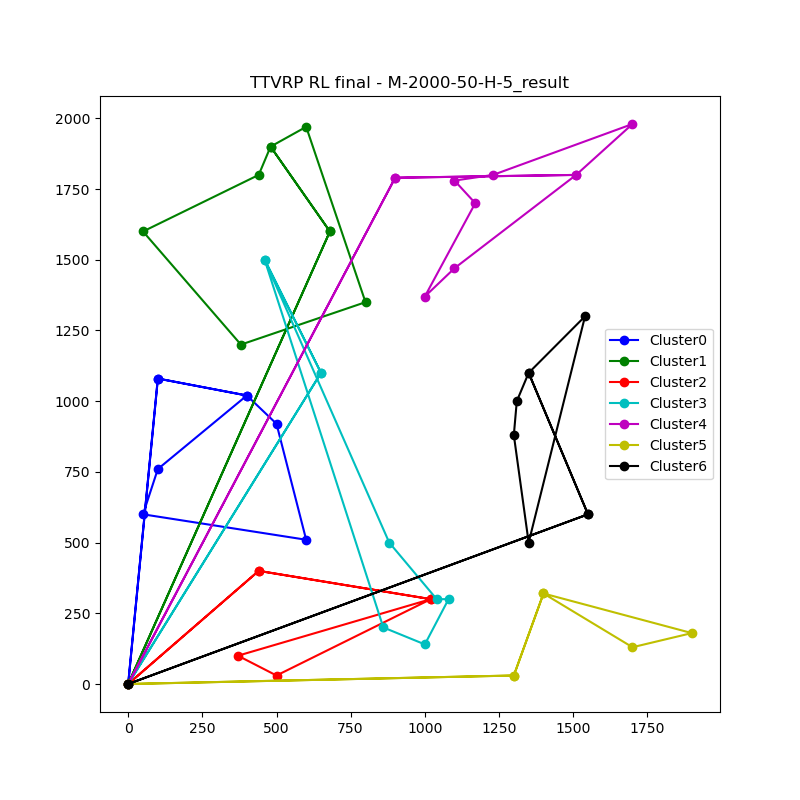 TTVRP RL final - M-2000-50-H-5_result
2000
1750
1500
1250
1000
750
500
250
0
Cluster0
Cluster1
Cluster2
Cluster3
Cluster4
Cluster5
Cluster6
0 250 500 750 1000 1250 1500 1750